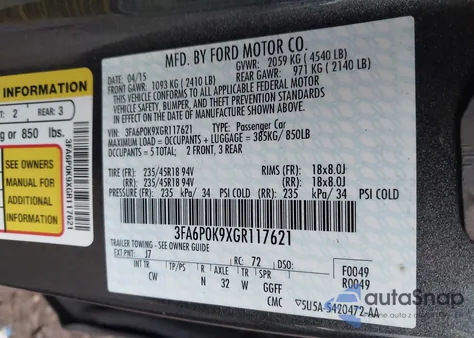 INFORMATION
T: 2 REAR: 3
g or 850 lbs.
SEE OWNERS
MANUAL FOR
ADDITIONAL
INFORMATION
3FA6P0K9XGR117621
MFD. BY FORD MOTOR CO.
04/15 GVWR: 2059 KG (4540 LB)
FRONT GAWR: 1093 KG (2410 LB) REAR GAWR: 971 KG (2140 LB)
THIS VEHICLE CONFORMS TO ALL APPLICABLE FEDERAL MOTOR
VEHICLE SAFETY, BUMPER, AND THEFT PREVENTION STANDARDS
IN EFFECT ON THE DATE OF MANUFACTURE SHOWN ABOVE.
VIN: 3FA6P0K9XGR117621 TYPE: Passenger Car
MAXIMUM LOAD = OCCUPANTS + LUGGAGE = 385KG/850LB
OCCUPANTS = 5 TOTAL: 2 FRONT, 3 REAR
TIRE (FR): 235/45R18 94V RIMS (FR): 18x8.0J
(RR): 235/45R18 94V (RR): 18x8.0J
PRESSURE (FR): 235 kPa/ 34 PSI COLD (RR): 235 kPa/ 34 PSI COLD
3FA6P0K9XGR117621
TRAILER TOWING - SEE OWNER GUIDE
EXT PNT: J7 RC: 72 DSO: F0049
INT TR TP/PS R AXLE TR SPR R0049
CW N 32 W GGFF
CMC 5U5A-5420472-AA
autoSnap